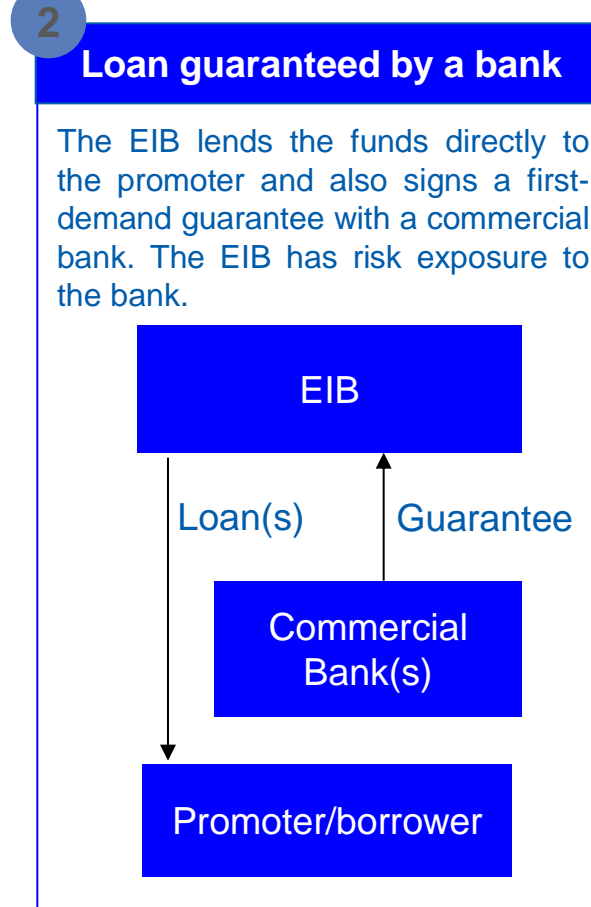 2
Loan guaranteed by a bank
The EIB lends the funds directly to
the promoter and also signs a first-
demand guarantee with a commercial
bank. The EIB has risk exposure to
the bank.
EIB
Loan(s)
Guarantee
Commercial
Bank(s)
Promoter/borrower